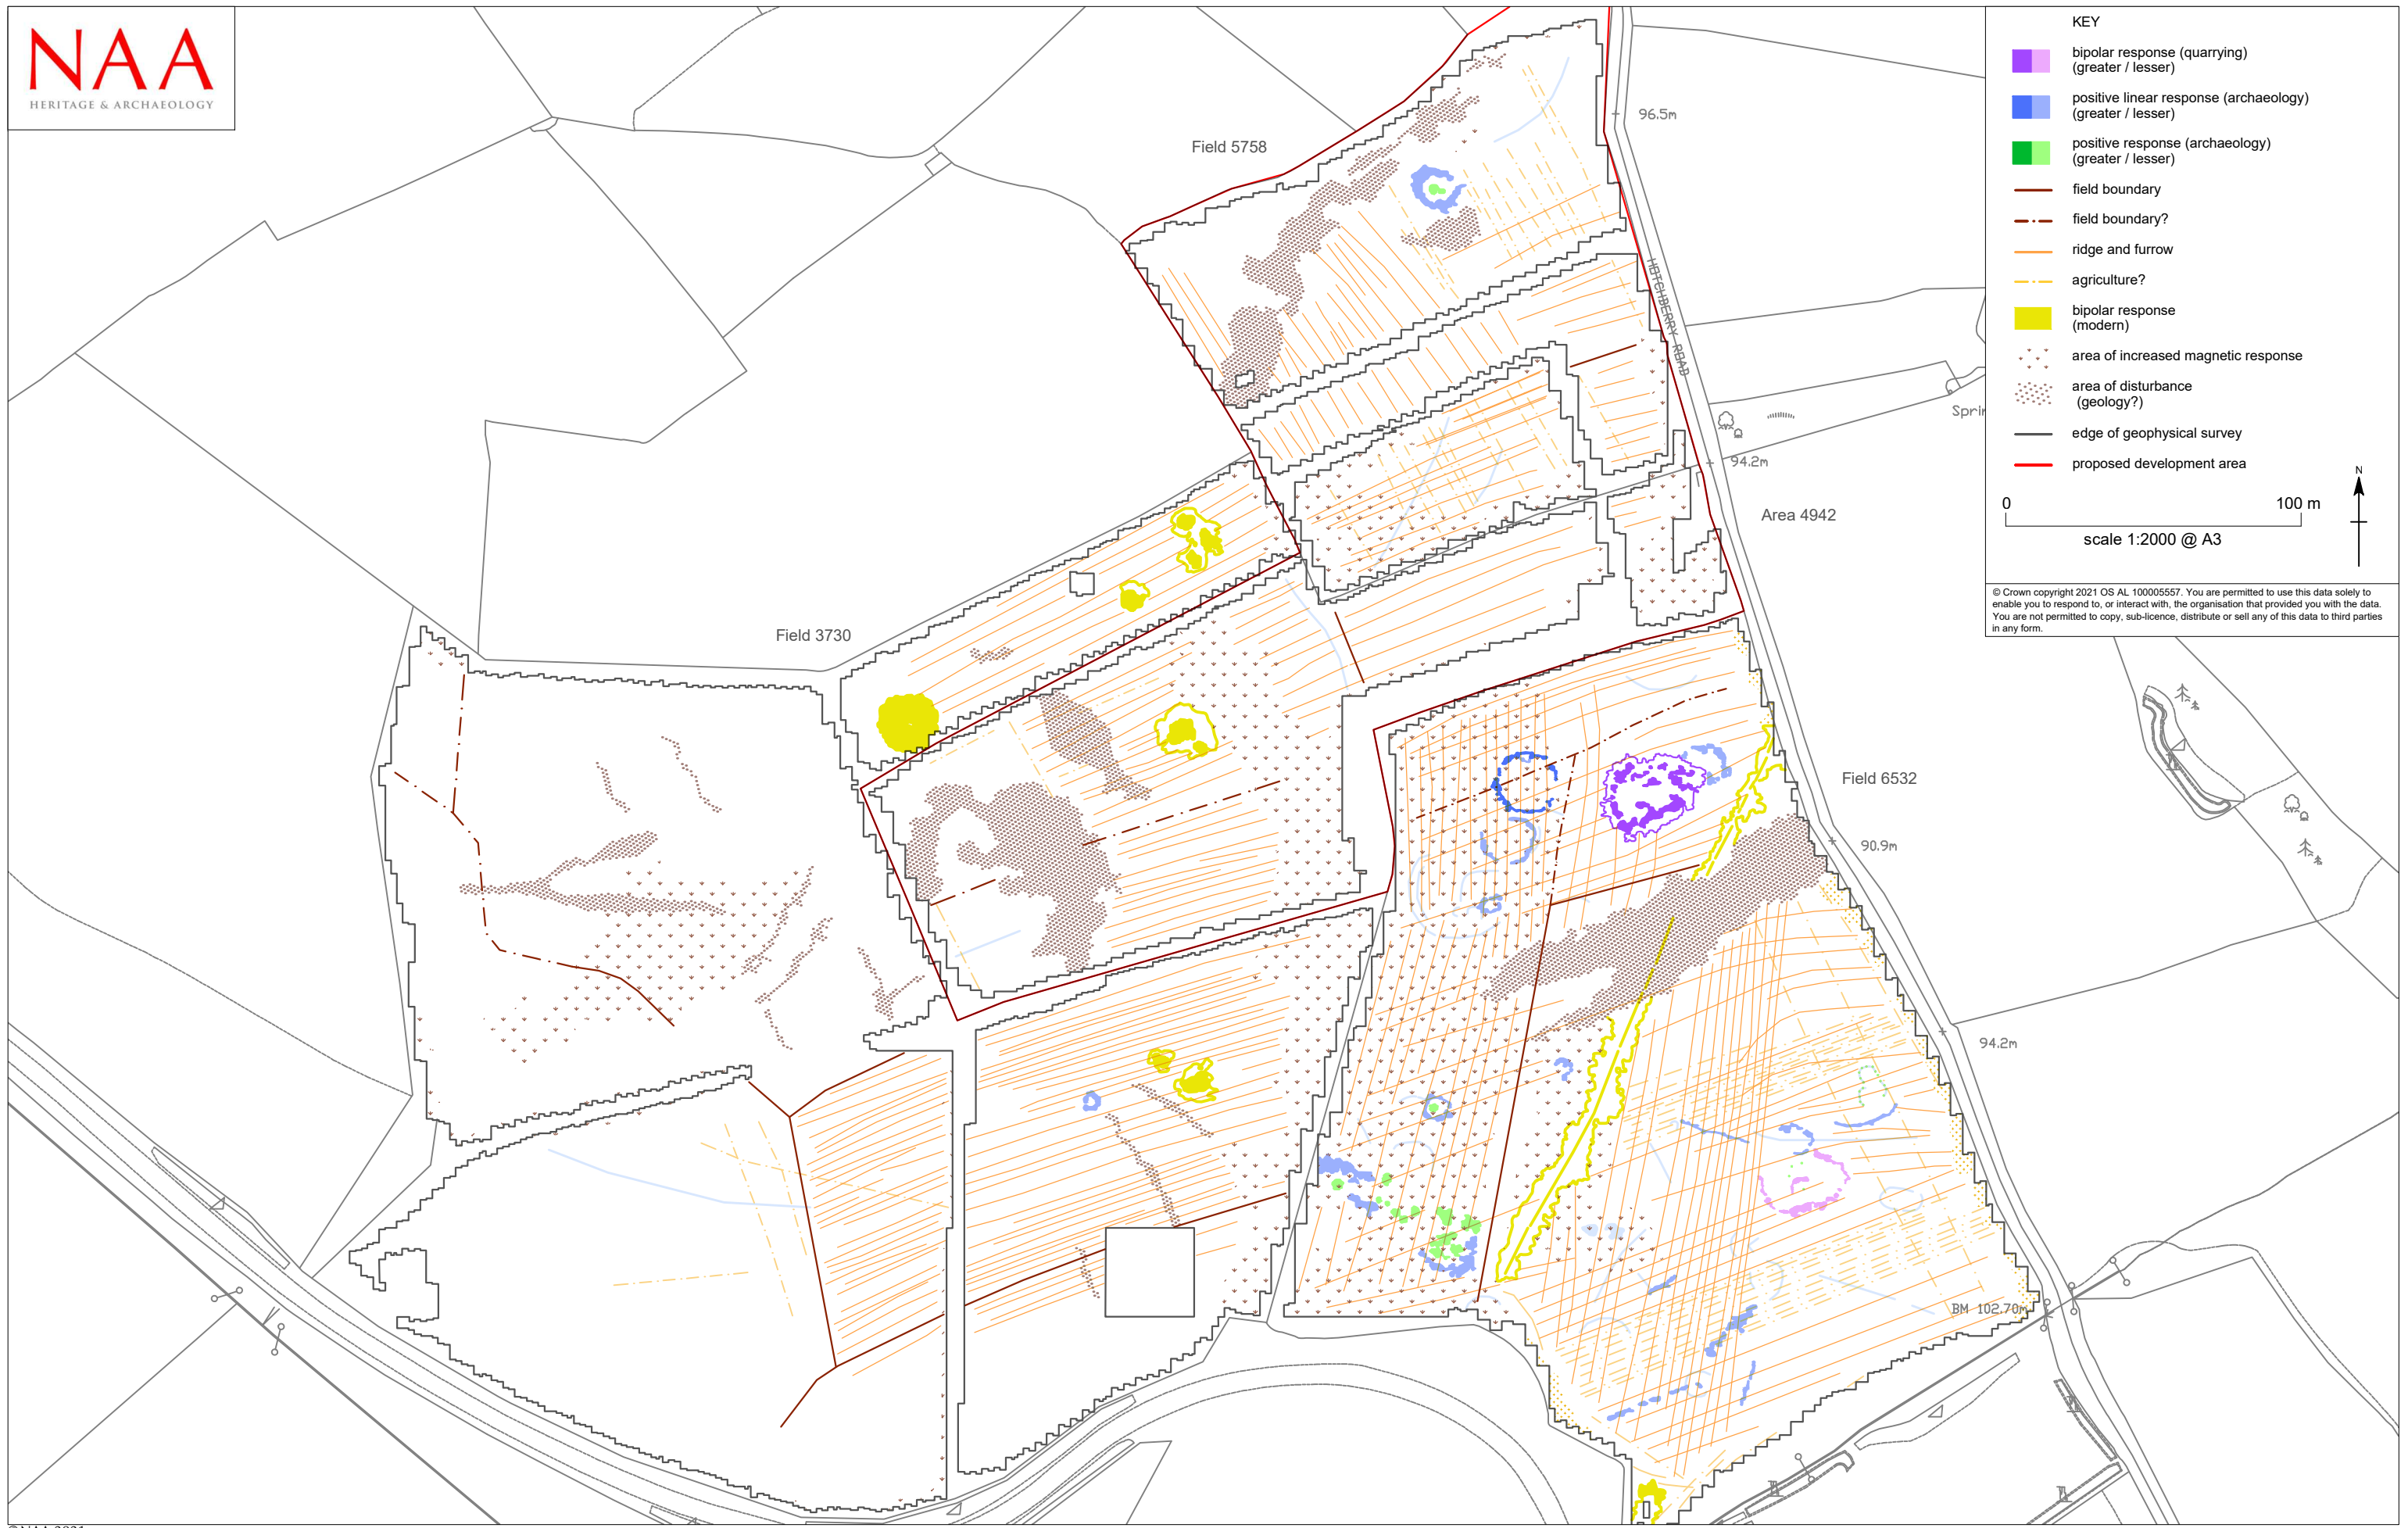 NAA
HERITAGE & ARCHAEOLOGY
KEY
bipolar response (quarrying)
(greater / lesser)
positive linear response (archaeology)
(greater / lesser)
positive response (archaeology)
(greater / lesser)
field boundary
field boundary?
ridge and furrow
agriculture?
bipolar response
(modern)
area of increased magnetic response
area of disturbance
(geology?)
edge of geophysical survey
proposed development area
N
0 100 m
scale 1:2000 @ A3
© Crown copyright 2021 OS AL 100005557. You are permitted to use this data solely to
enable you to respond to, or interact with, the organisation that provided you with the data.
You are not permitted to copy, sub-licence, distribute or sell any of this data to third parties
in any form.
Field 5758
96.5m
HOTCHBERRY ROAD
Sprin
94.2m
Area 4942
Field 3730
Field 6532
90.9m
94.2m
BM 102.70m